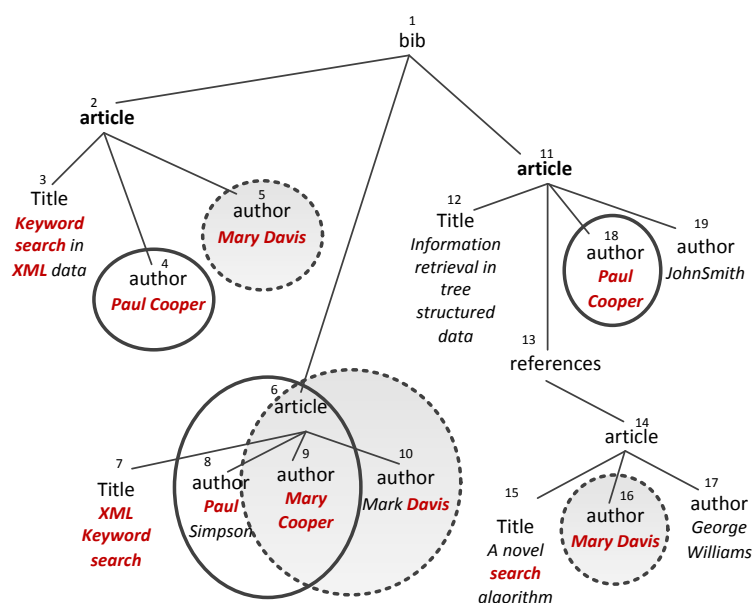 1
bib
2
article
3
Title
Keyword
search in
XML data
4
author
Paul Cooper
5
author
Mary Davis
6
article
7
Title
XML
Keyword
search
8
author
Paul
Simpson
9
author
Mary
Cooper
10
author
Mark Davis
11
article
12
Title
Information
retrieval in
tree
structured
data
18
author
Paul
Cooper
19
author
JohnSmith
13
references
14
article
15
Title
A novel
search
algorithm
16
author
Mary Davis
17
author
George
Williams